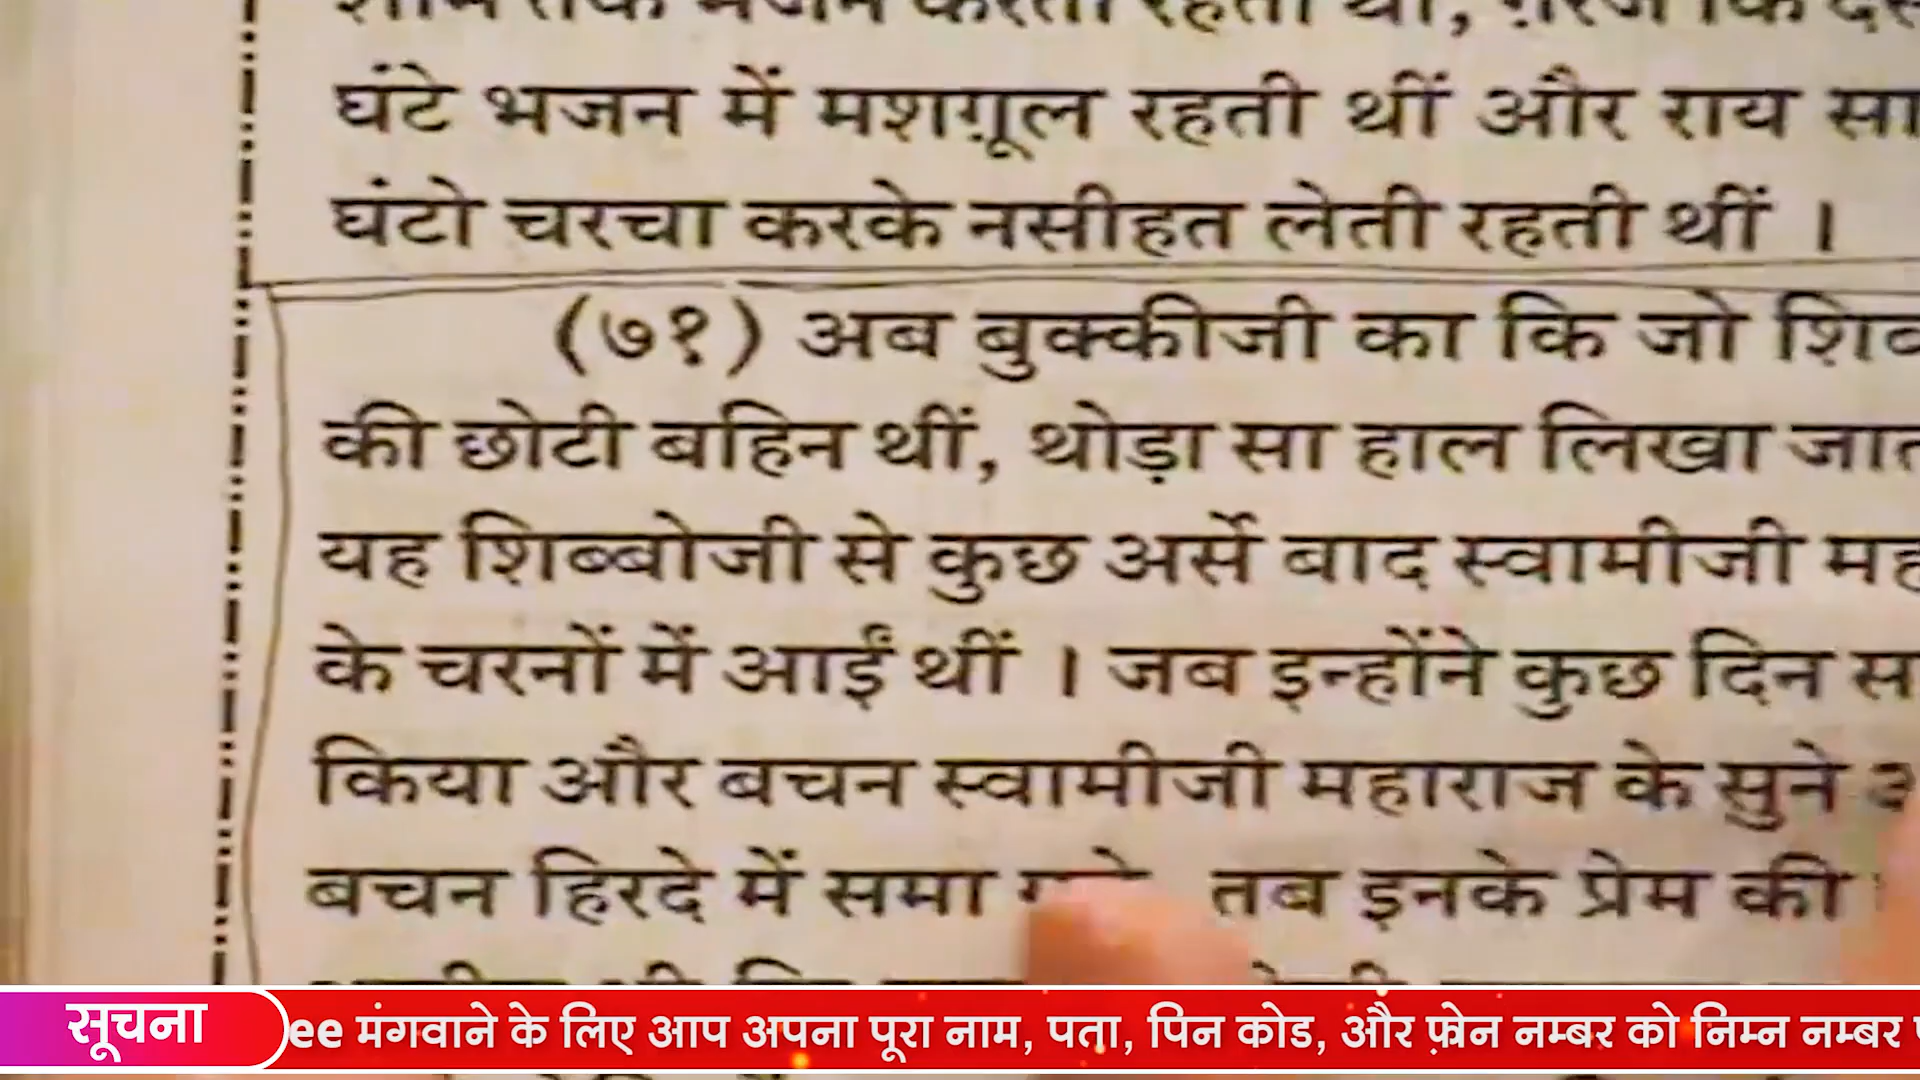 घंटे भजन में मशग़ूल रहती थीं और राय
घंटो चरचा करके नसीहत लेती रहती थीं ।
(७१) अब बुक्कीजी का कि जो
की छोटी बहिन थीं, थोड़ा सा हाल लिखा
यह शिब्बोजी से कुछ अर्से बाद स्वामीजी
के चरनों में आईं थीं । जब इन्होंने कुछ दिन
किया और बचन स्वामीजी महाराज के सुने
बचन हिरदे में समा तब इनके प्रेम की
सूचना
ee मंगवाने के लिए आप अपना पूरा नाम, पता, पिन कोड, और फ़ोन नम्बर को निम्न नम्बर